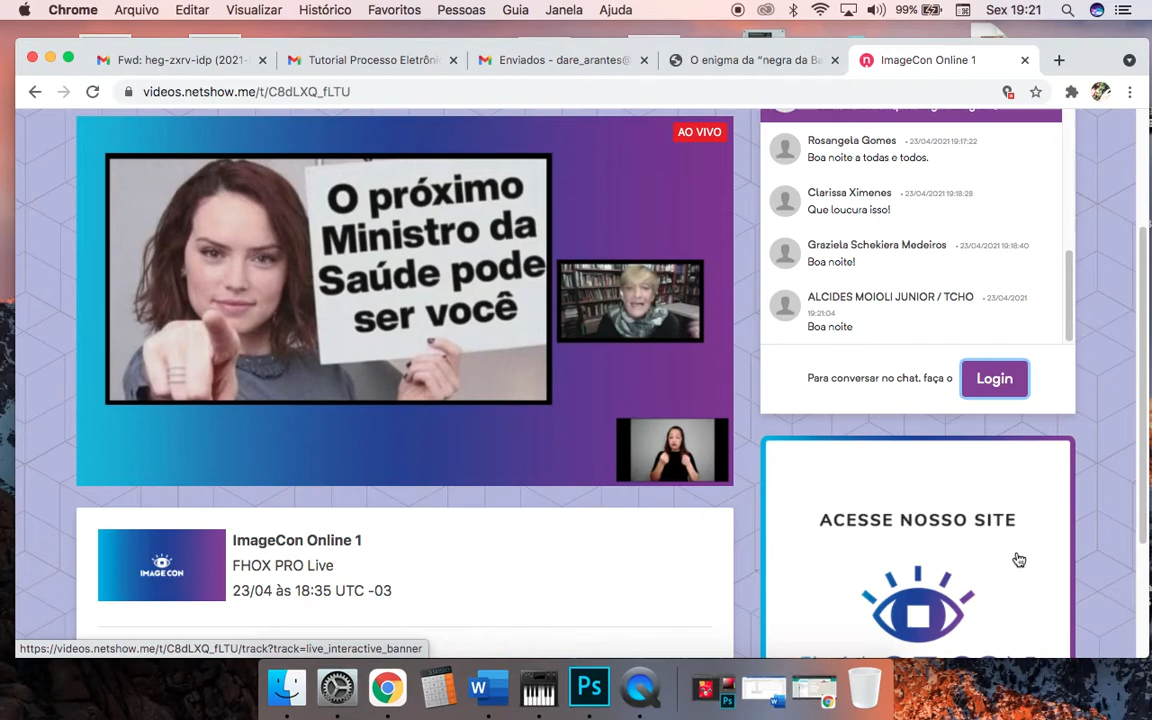 Chrome Arquivo Editar Visualizar Histórico Favoritos Pessoas Guia Janela Ajuda 99% Sex 19:21
Fwd: heg-zxrv-idp (2021- Tutorial Processo Eletrôni Enviados - dare_arantes@ O enigma da “negra da Ba ImageCon Online 1
videos.netshow.me/t/C8dLXQ_fLTU
AO VIVO
O próximo
Ministro da
Saúde pode
ser você
Rosangela Gomes • 23/04/2021 19:17:22
Boa noite a todas e todos.
Clarissa Ximenes • 23/04/2021 19:18:28
Que loucura isso!
Graziela Schekiera Medeiros • 23/04/2021 19:18:40
Boa noite!
ALCIDES MOIOLI JUNIOR / TCHO • 23/04/2021
19:21:04
Boa noite
Para conversar no chat, faça o Login
ACESSE NOSSO SITE
IMAGE CON
ImageCon Online 1
FHOX PRO Live
23/04 às 18:35 UTC -03
https://videos.netshow.me/t/C8dLXQ_fLTU/track?track=live_interactive_banner
W
Ps